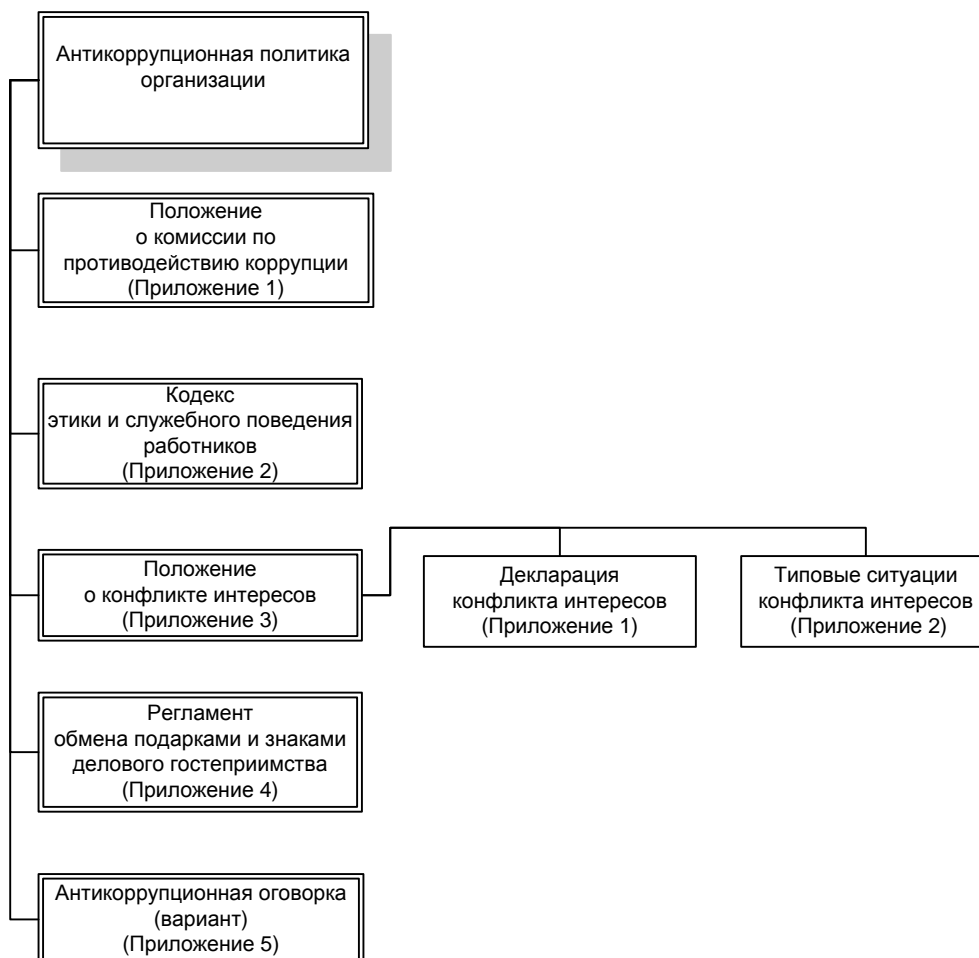 Антикоррупционная политика
организации
Положение
о комиссии по
противодействию коррупции
(Приложение 1)
Кодекс
этики и служебного поведения
работников
(Приложение 2)
Положение
о конфликте интересов
(Приложение 3)
Декларация
конфликта интересов
(Приложение 1)
Типовые ситуации
конфликта интересов
(Приложение 2)
Регламент
обмена подарками и знаками
делового гостеприимства
(Приложение 4)
Антикоррупционная оговорка
(вариант)
(Приложение 5)